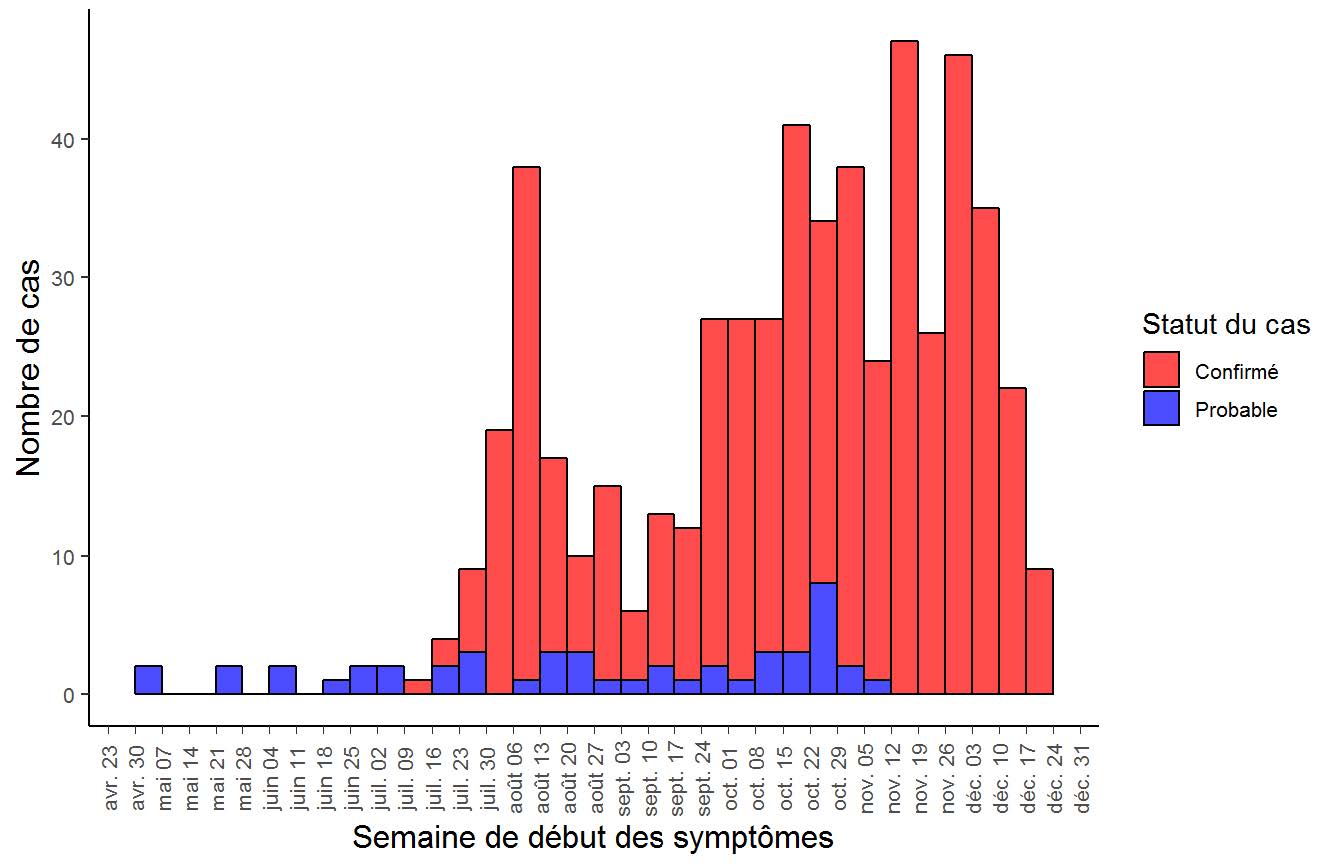 Nombre de cas
40
30
20
10
0
avr. 23
avr. 30
mai 07
mai 14
mai 21
mai 28
juin 04
juin 11
juin 18
juin 25
juil. 02
juil. 09
juil. 16
juil. 23
juil. 30
août 06
août 13
août 20
août 27
sept. 03
sept. 10
sept. 17
sept. 24
oct. 01
oct. 08
oct. 15
oct. 22
oct. 29
nov. 05
nov. 12
nov. 19
nov. 26
déc. 03
déc. 10
déc. 17
déc. 24
déc. 31
Semaine de début des symptômes
Statut du cas
Confirmé
Probable